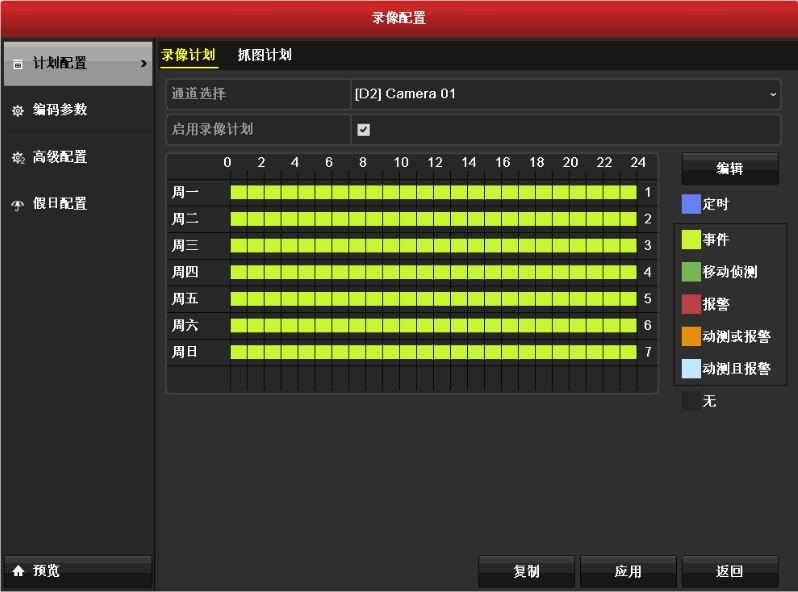 录像配置
计划配置
编码参数
高级配置
假日配置
预览
录像计划 抓图计划
通道选择 [D2] Camera 01
启用录像计划
0 2 4 6 8 10 12 14 16 18 20 22 24
周一 1
周二 2
周三 3
周四 4
周五 5
周六 6
周日 7
编辑
定时
事件
移动侦测
报警
动测或报警
动测且报警
无
复制 应用 返回